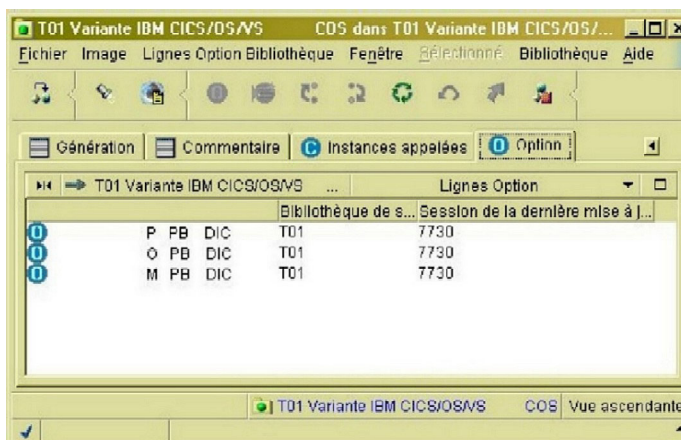 T01 Variante IBM CICS/OS/VS COS dans T01 Variante IBM CICS/OS/...
Fichier Image Lignes Option Bibliothèque Fenêtre Sélectionné Bibliothèque Aide
Génération Commentaire Instances appelées Option
T01 Variante IBM CICS/OS/VS ... Lignes Option
Bibliothèque de s... Session de la dernière mise à j...
P PB DIC T01 7730
O PB DIC T01 7730
M PB DIC T01 7730
T01 Variante IBM CICS/OS/VS COS Vue ascendante